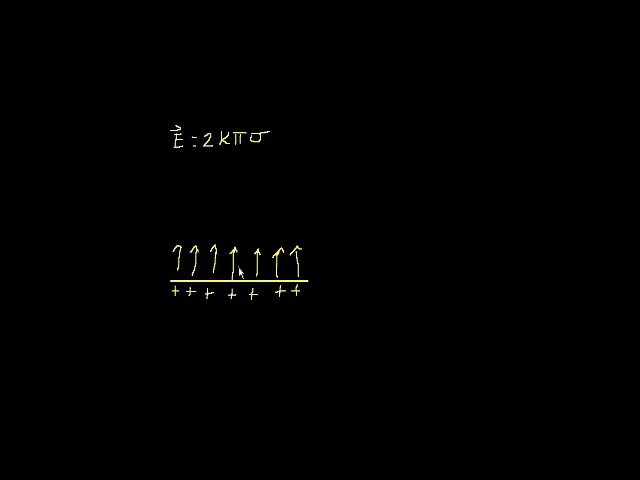 E⃗ = 2KπΣ
+ + + + + + +